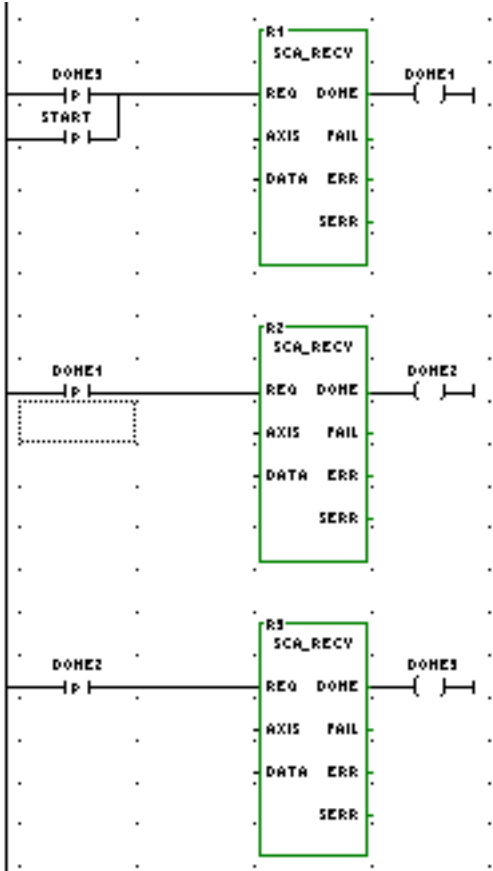 R1
SCA_RECV
DONE3
DONE1
P
REQ DONE
START
P
AXIS FAIL
DATA ERR
SERR
R2
SCA_RECV
DONE1
DONE2
P
REQ DONE
AXIS FAIL
DATA ERR
SERR
R3
SCA_RECV
DONE2
DONE3
P
REQ DONE
AXIS FAIL
DATA ERR
SERR